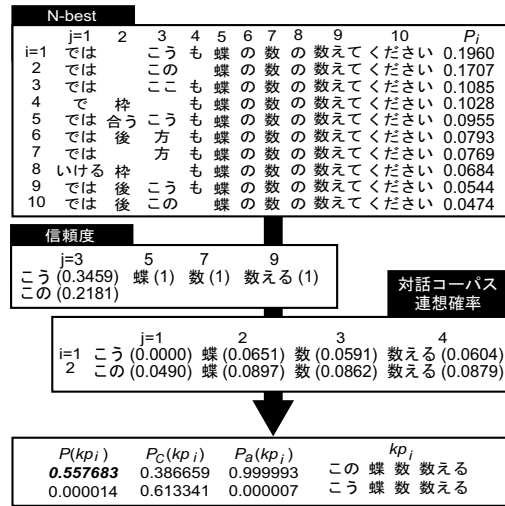 N-best
j=1 2 3 4 5 6 7 8 9 10 Pi
i=1 では こう も 蝶 の 数 の 数えて ください 0.1960
2 では この 蝶 の 数 の 数えて ください 0.1707
3 では ここ も 蝶 の 数 の 数えて ください 0.1085
4 で 枠 も 蝶 の 数 の 数えて ください 0.1028
5 では 合う こう も 蝶 の 数 の 数えて ください 0.0955
6 では 後 方 も 蝶 の 数 の 数えて ください 0.0793
7 では 方 も 蝶 の 数 の 数えて ください 0.0769
8 いける 枠 も 蝶 の 数 の 数えて ください 0.0684
9 では 後 こう も 蝶 の 数 の 数えて ください 0.0544
10 では 後 この 蝶 の 数 の 数えて ください 0.0474
信頼度
j=3 5 7 9
こう (0.3459) 蝶 (1) 数 (1) 数える (1)
この (0.2181)
対話コーパス
連想確率
j=1 2 3 4
i=1 こう (0.0000) 蝶 (0.0651) 数 (0.0591) 数える (0.0604)
2 この (0.0490) 蝶 (0.0897) 数 (0.0862) 数える (0.0879)
P(kpi) PC(kpi) Pa(kpi) kpi
0.557683 0.386659 0.999993 この 蝶 数 数える
0.000014 0.613341 0.000007 こう 蝶 数 数える